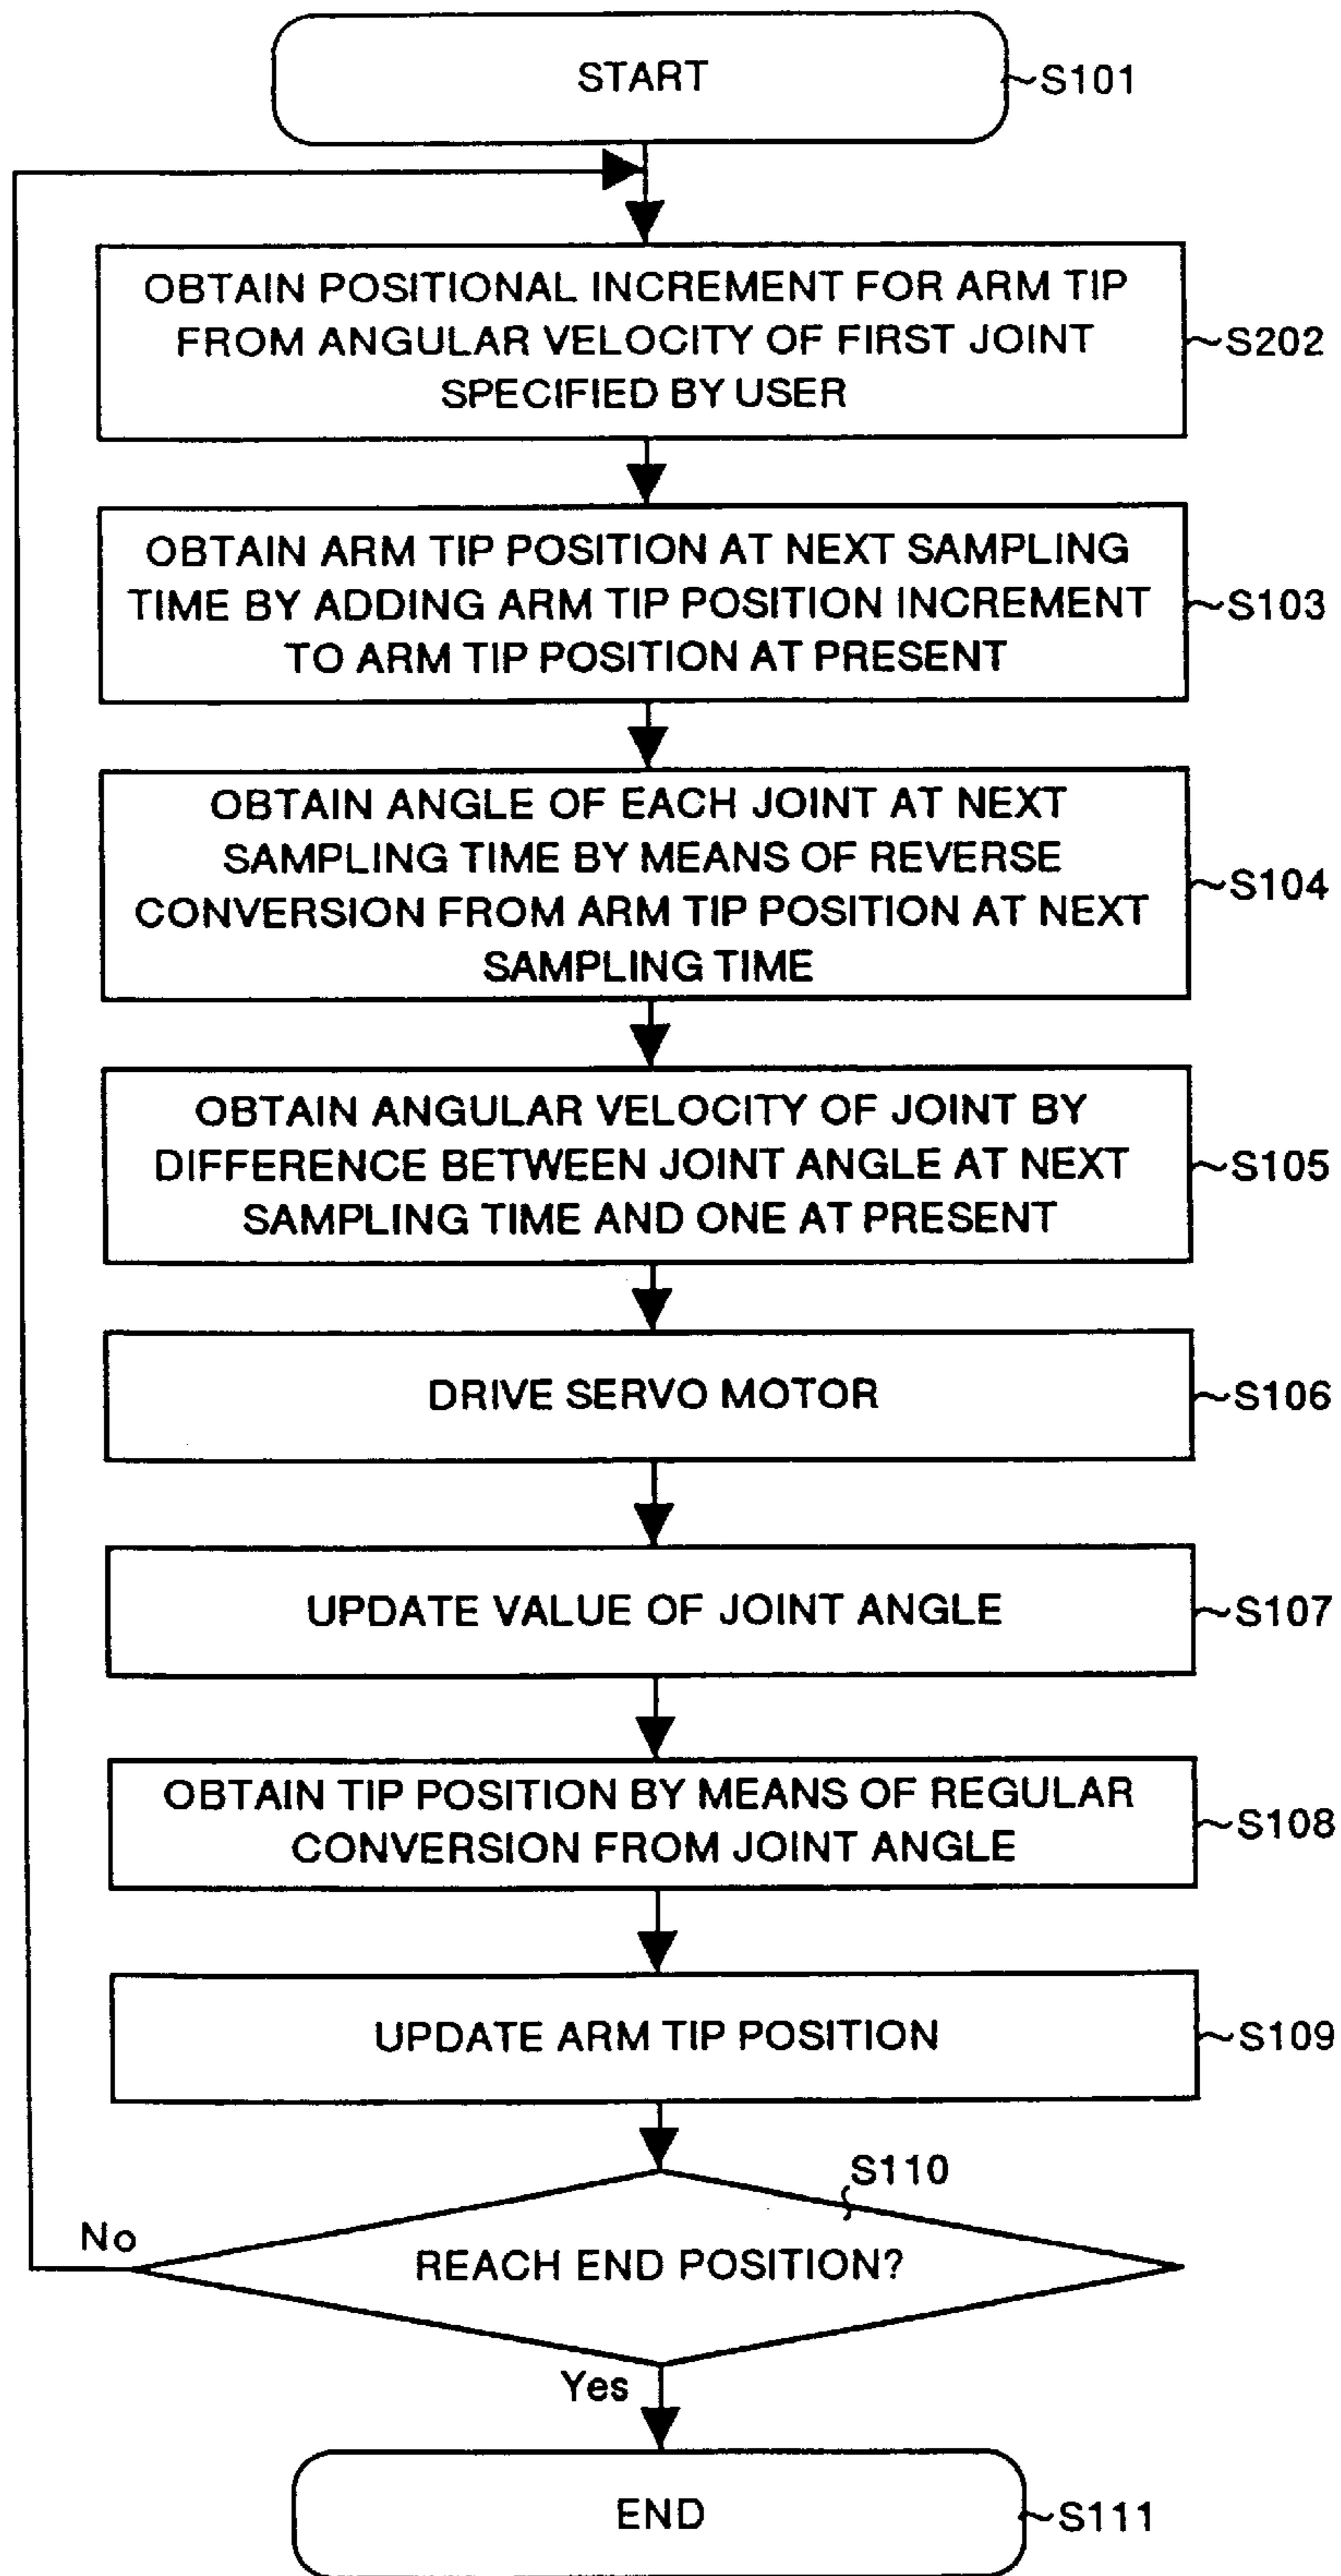 START
S101
OBTAIN POSITIONAL INCREMENT FOR ARM TIP
FROM ANGULAR VELOCITY OF FIRST JOINT
SPECIFIED BY USER
S202
OBTAIN ARM TIP POSITION AT NEXT SAMPLING
TIME BY ADDING ARM TIP POSITION INCREMENT
TO ARM TIP POSITION AT PRESENT
S103
OBTAIN ANGLE OF EACH JOINT AT NEXT
SAMPLING TIME BY MEANS OF REVERSE
CONVERSION FROM ARM TIP POSITION AT NEXT
SAMPLING TIME
S104
OBTAIN ANGULAR VELOCITY OF JOINT BY
DIFFERENCE BETWEEN JOINT ANGLE AT NEXT
SAMPLING TIME AND ONE AT PRESENT
S105
DRIVE SERVO MOTOR
S106
UPDATE VALUE OF JOINT ANGLE
S107
OBTAIN TIP POSITION BY MEANS OF REGULAR
CONVERSION FROM JOINT ANGLE
S108
UPDATE ARM TIP POSITION
S109
S110
No
REACH END POSITION?
Yes
END
S111